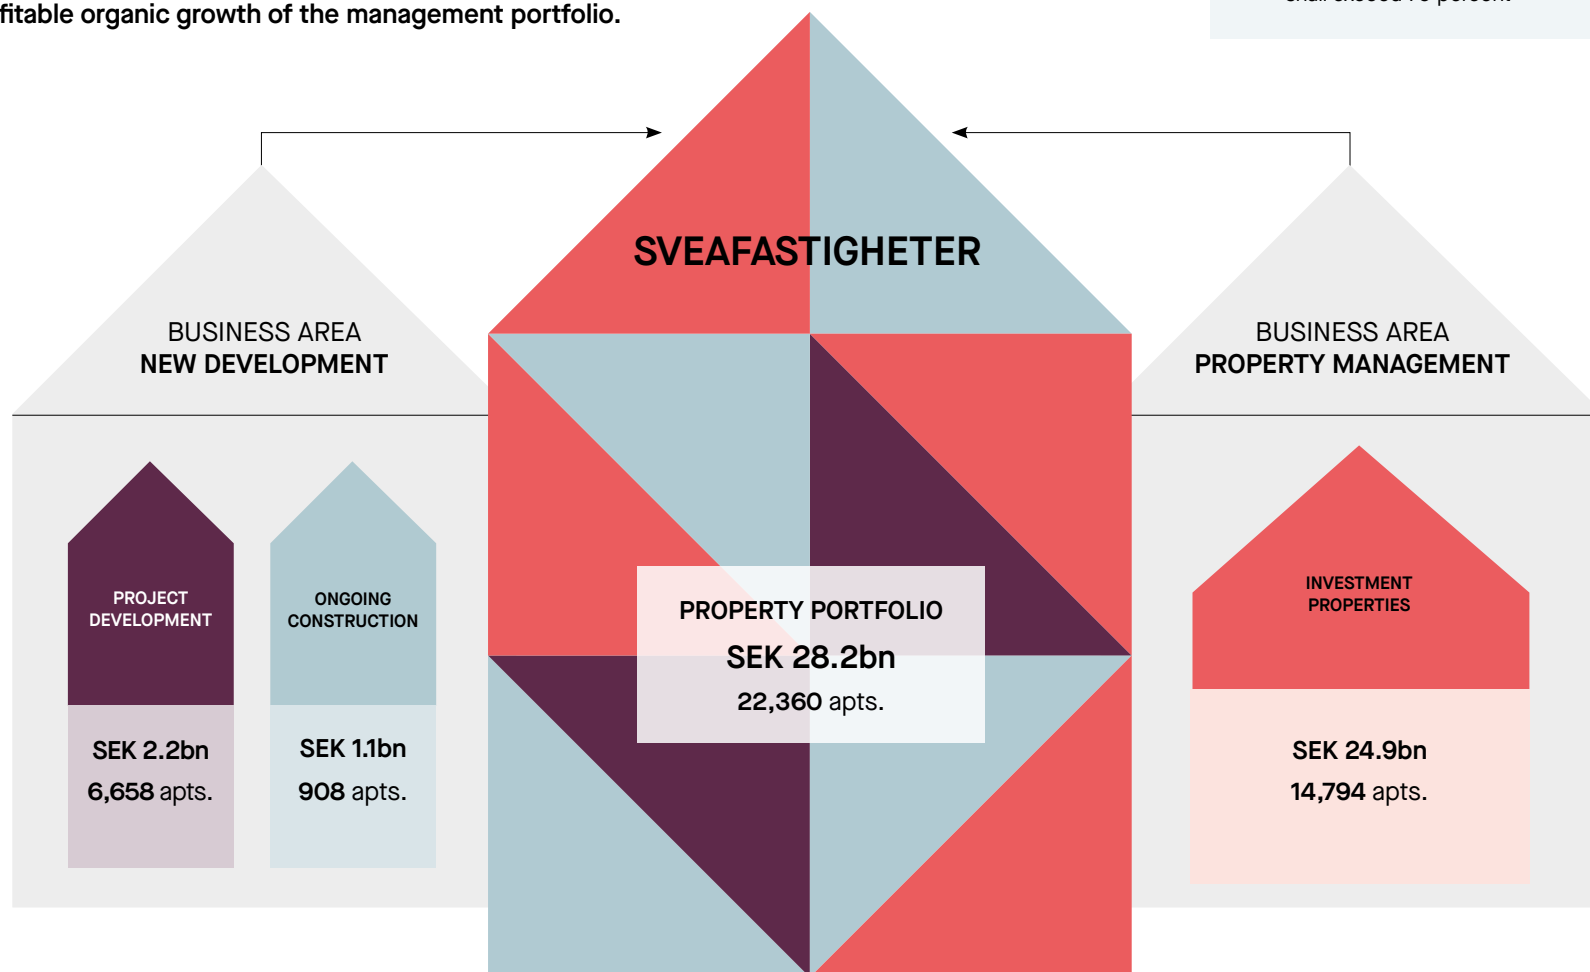 fitable organic growth of the management portfolio.
SVEAFASTIGHETER
BUSINESS AREA
NEW DEVELOPMENT
PROJECT
DEVELOPMENT
SEK 2.2bn
6,658 apts.
ONGOING
CONSTRUCTION
SEK 1.1bn
908 apts.
PROPERTY PORTFOLIO
SEK 28.2bn
22,360 apts.
BUSINESS AREA
PROPERTY MANAGEMENT
INVESTMENT
PROPERTIES
SEK 24.9bn
14,794 apts.